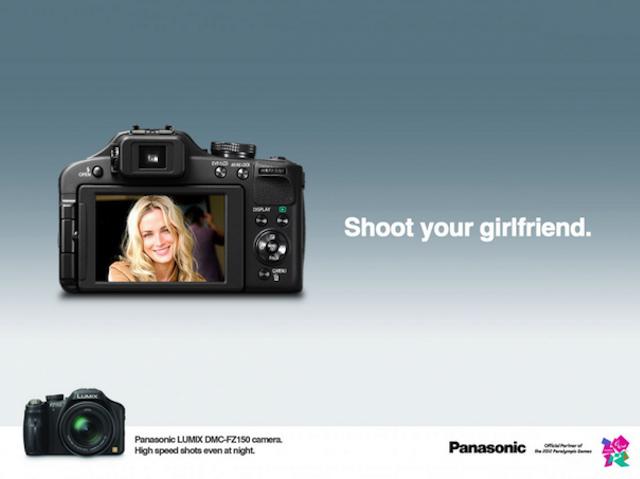 OPEN
DISPLAY
Q.MENU
Shoot your girlfriend.
LUMIX
Panasonic LUMIX DMC-FZ150 camera.
High speed shots even at night.
Panasonic
Official Partner of
the 2012 Paralympic Games